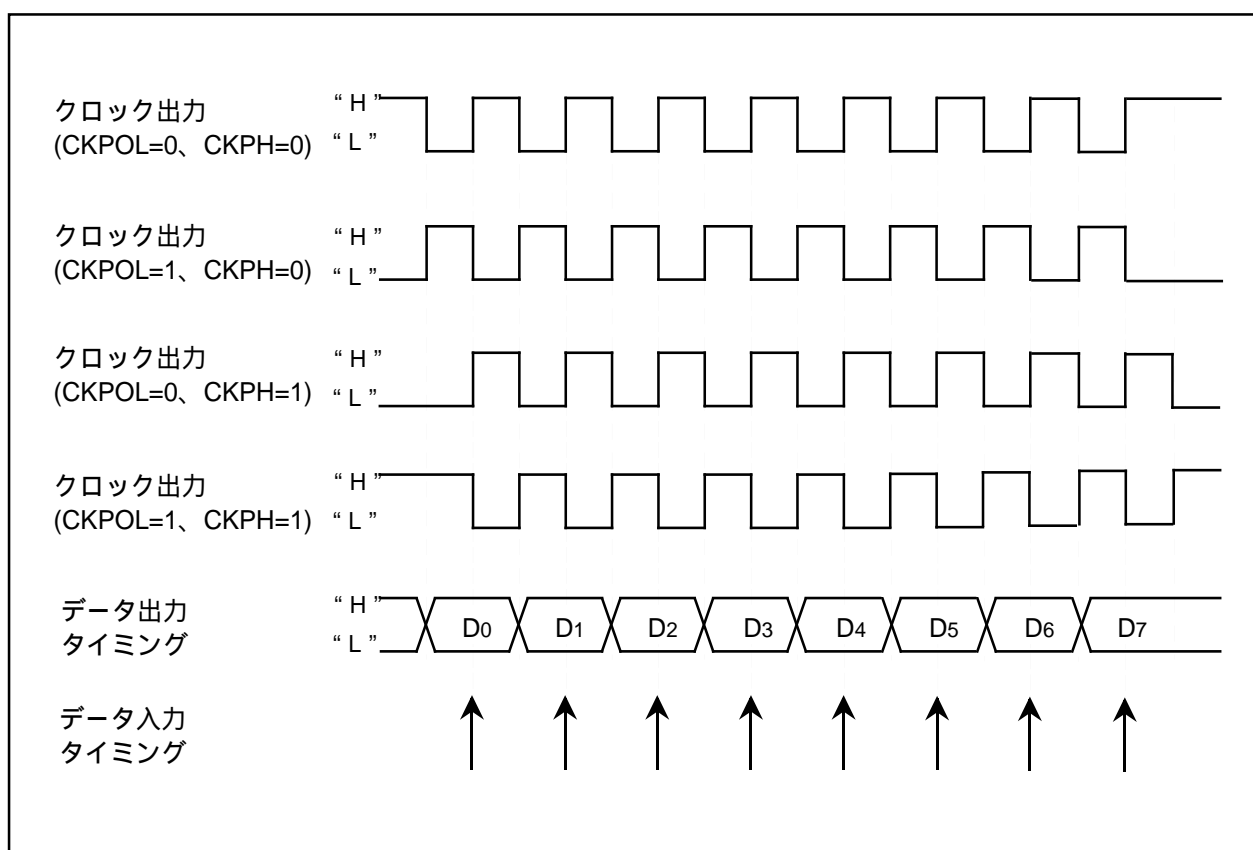 クロック出力 “ H ”
(CKPOL=0、CKPH=0) “ L ”
クロック出力 “ H ”
(CKPOL=1、CKPH=0) “ L ”
クロック出力 “ H ”
(CKPOL=0、CKPH=1) “ L ”
クロック出力 “ H ”
(CKPOL=1、CKPH=1) “ L ”
データ出力 “ H ”
タイミング “ L ”
D0 D1 D2 D3 D4 D5 D6 D7
データ入力
タイミング